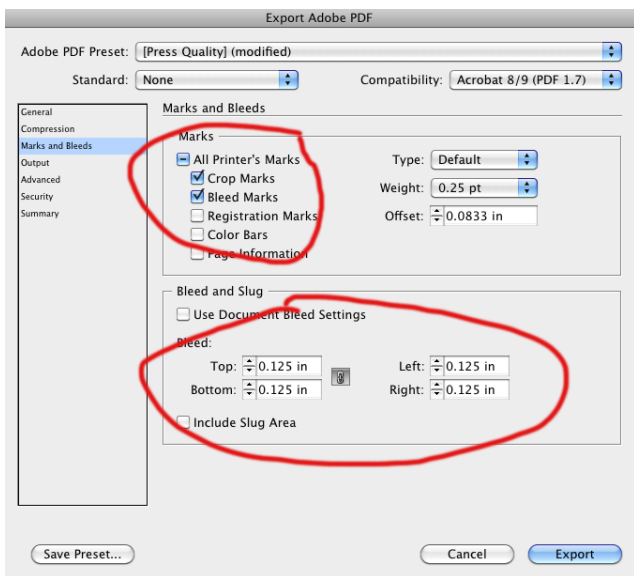 Export Adobe PDF
Adobe PDF Preset: [Press Quality] (modified)
Standard: None Compatibility: Acrobat 8/9 (PDF 1.7)
General
Compression
Marks and Bleeds
Output
Advanced
Security
Summary
Marks and Bleeds
Marks
All Printer's Marks
Crop Marks
Bleed Marks
Registration Marks
Color Bars
Page Information
Type: Default
Weight: 0.25 pt
Offset: 0.0833 in
Bleed and Slug
Use Document Bleed Settings
Bleed:
Top: 0.125 in Left: 0.125 in
Bottom: 0.125 in Right: 0.125 in
Include Slug Area
Save Preset... Cancel Export